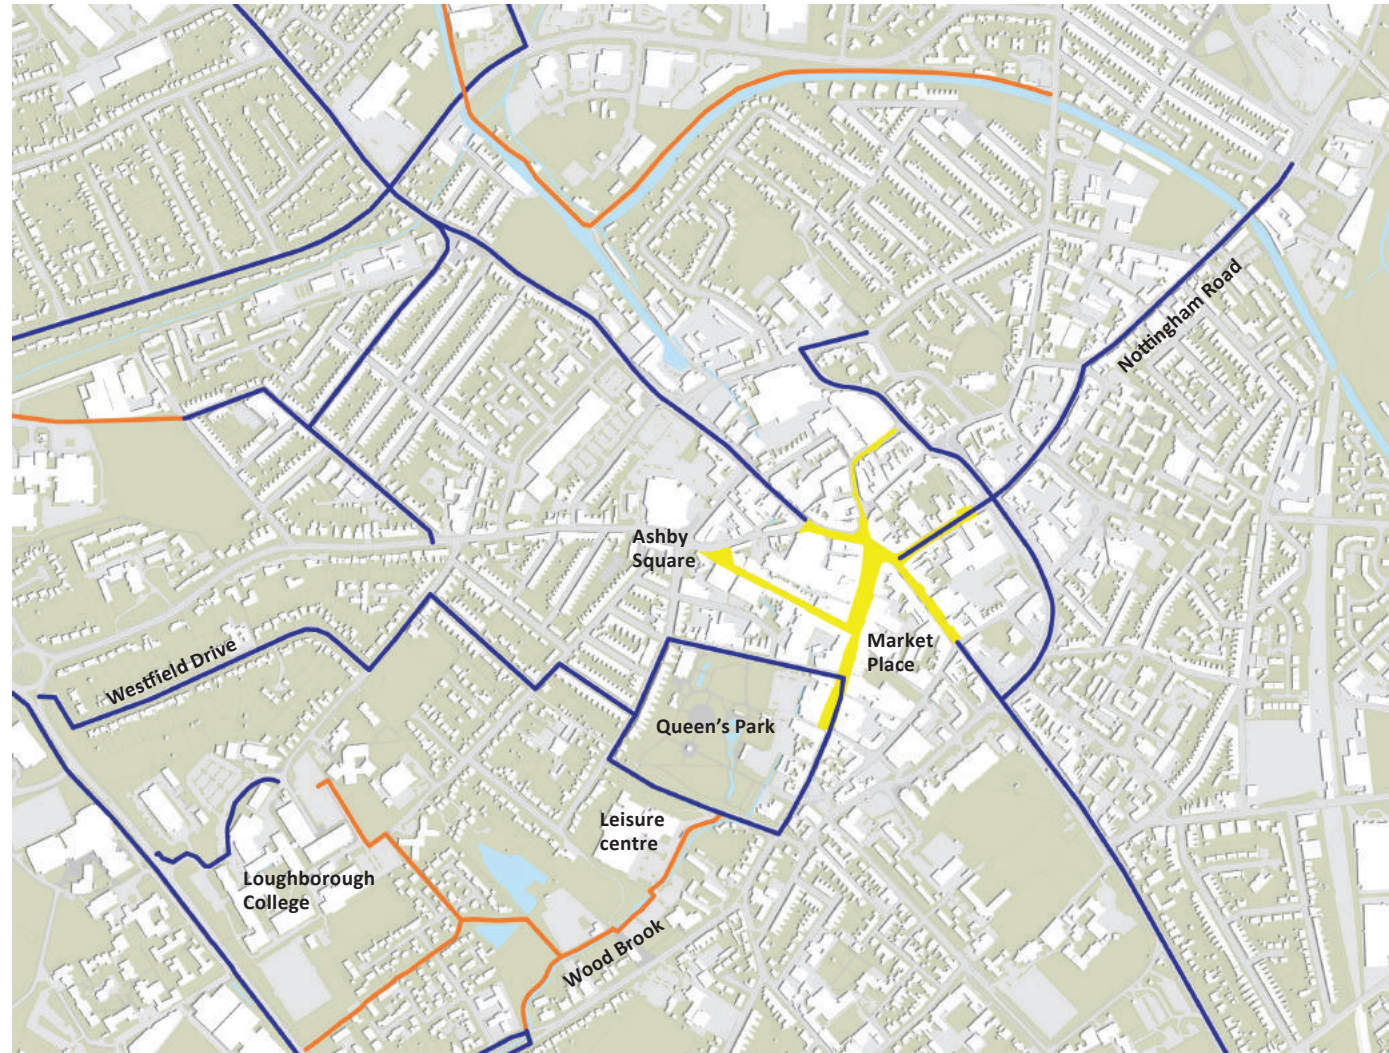 Nottingham Road
Ashby
Square
Market
Place
Westfield Drive
Queen's Park
Leisure
centre
Loughborough
College
Wood Brook